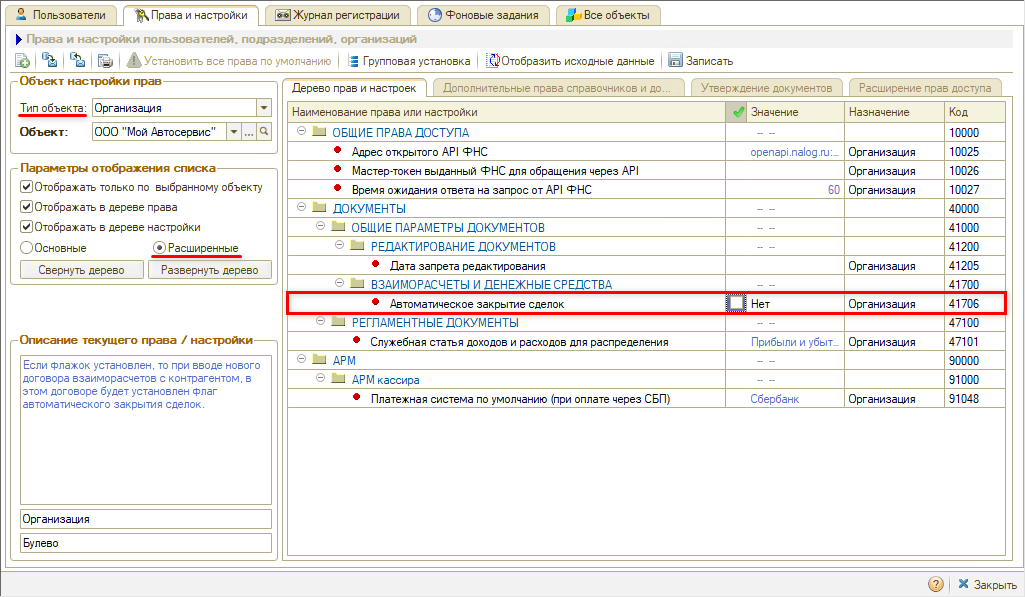 Пользователи Права и настройки Журнал регистрации Фоновые задания Все объекты
Права и настройки пользователей, подразделений, организаций
Установить все права по умолчанию Групповая установка Отобразить исходные данные Записать
Объект настройки прав
Тип объекта: Организация
Объект: ООО "Мой Автосервис" ...
Параметры отображения списка
Отображать только по выбранному объекту
Отображать в дереве права
Отображать в дереве настройки
Основные Расширенные
Свернуть дерево Развернуть дерево
Описание текущего права / настройки
Если флажок установлен, то при вводе нового
договора взаиморасчетов с контрагентом, в
этом договоре будет установлен флаг
автоматического закрытия сделок.
Организация
Булево
Дерево прав и настроек Дополнительные права справочников и до... Утверждение документов Расширение прав доступа
Наименование права или настройки Значение Назначение Код
ОБЩИЕ ПРАВА ДОСТУПА -- -- 10000
Адрес открытого API ФНС openapi.nalog.ru:... Организация 10025
Мастер-токен выданный ФНС для обращения через API Организация 10026
Время ожидания ответа на запрос от API ФНС 60 Организация 10027
ДОКУМЕНТЫ -- -- 40000
ОБЩИЕ ПАРАМЕТРЫ ДОКУМЕНТОВ -- -- 41000
РЕДАКТИРОВАНИЕ ДОКУМЕНТОВ -- -- 41200
Дата запрета редактирования Организация 41205
ВЗАИМОРАСЧЕТЫ И ДЕНЕЖНЫЕ СРЕДСТВА -- -- 41700
Автоматическое закрытие сделок Нет Организация 41706
РЕГЛАМЕНТНЫЕ ДОКУМЕНТЫ -- -- 47100
Служебная статья доходов и расходов для распределения Прибыли и убыт... Организация 47101
АРМ -- -- 90000
АРМ кассира -- -- 91000
Платежная система по умолчанию (при оплате через СБП) Сбербанк Организация 91048
? Закрыть